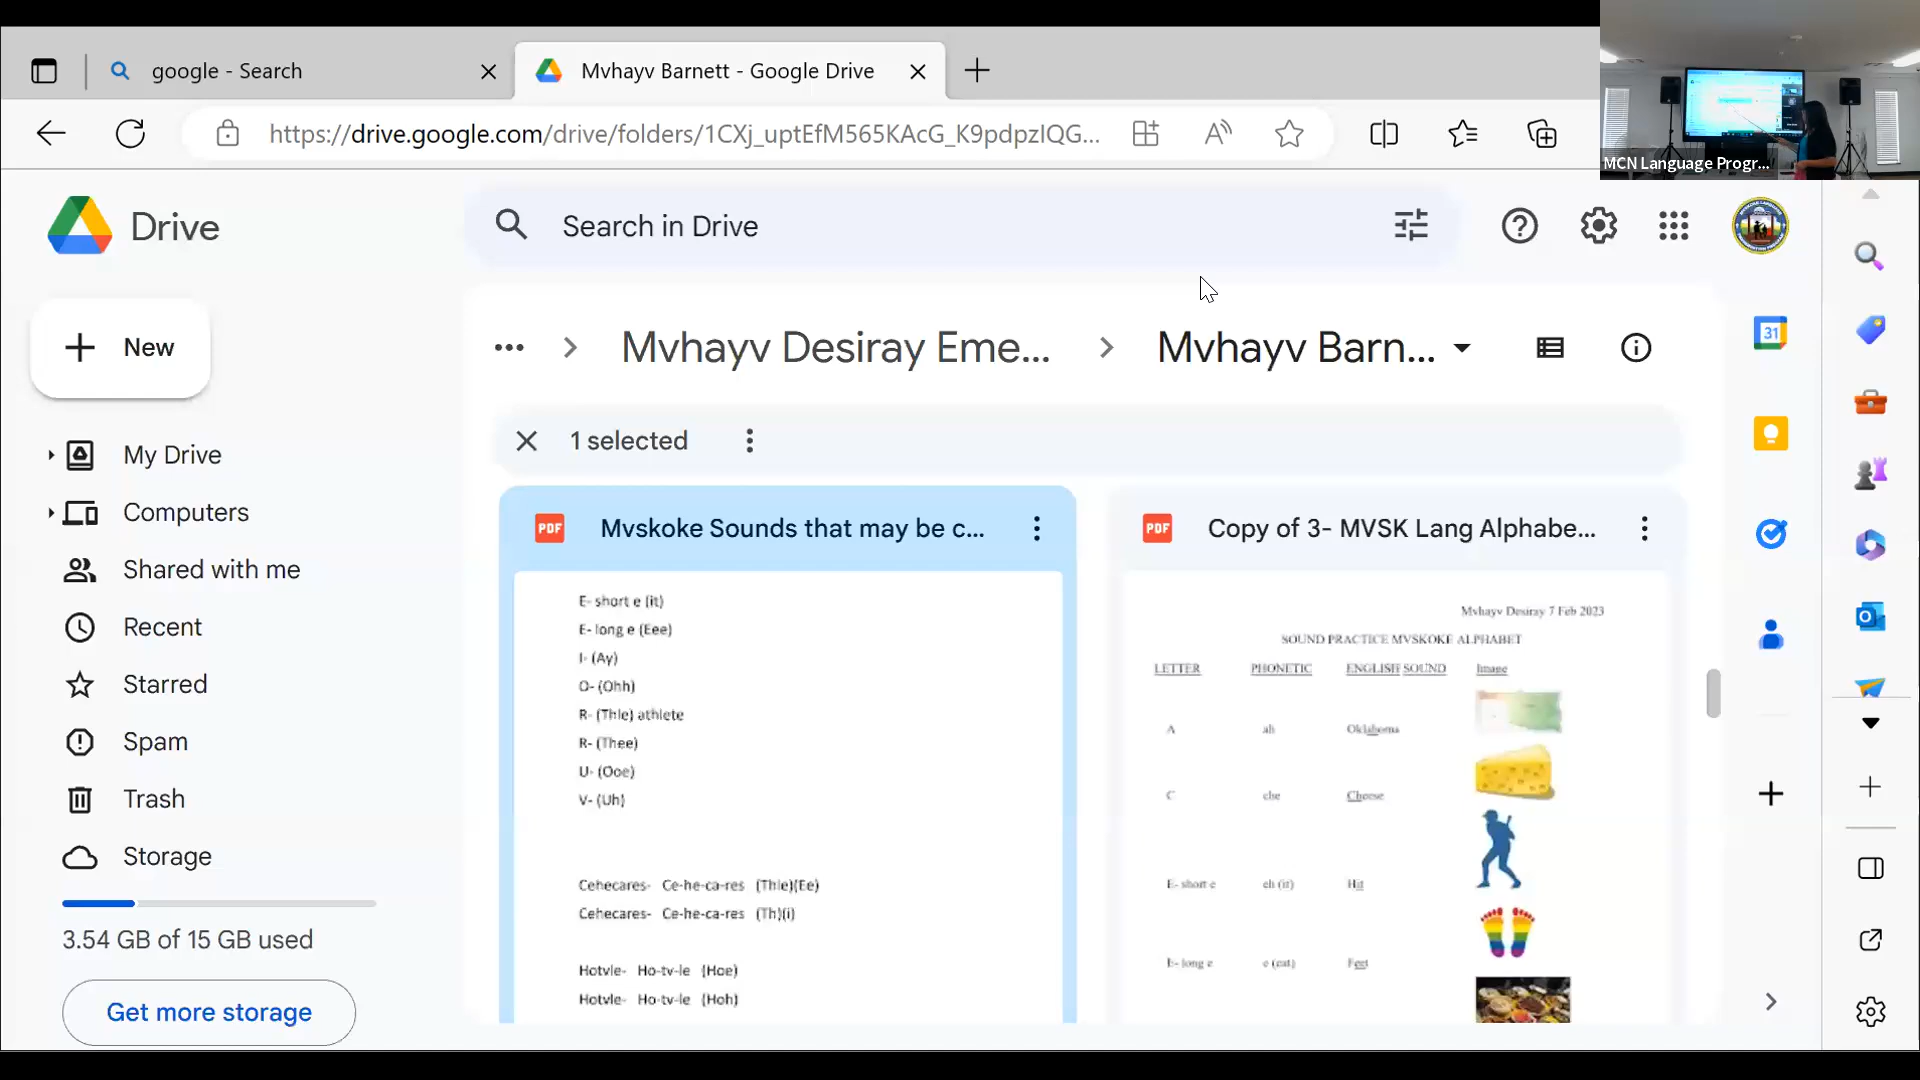 google - Search
Mvhayv Barnett - Google Drive
https://drive.google.com/drive/folders/1CXj_uptEfM565KAcG_K9pdpzIQG...
MCN Language Progr...
Drive
Search in Drive
New
Mvhayv Desiray Eme... Mvhayv Barn...
31
1 selected
My Drive
Computers
Shared with me
Recent
Starred
Spam
Trash
Storage
3.54 GB of 15 GB used
Get more storage
PDF Mvskoke Sounds that may be c...
E- short e (it)
E- long e (Eee)
I- (Ay)
O- (Ohh)
R- (Thle) athlete
R- (Thee)
U- (Ooe)
V- (Uh)
Cehecares- Ce-he-ca-res (Thle)(Ee)
Cehecares- Ce-he-ca-res (Th)(i)
Hotvle- Ho-tv-le (Hoe)
Hotvle- Ho-tv-le (Hoh)
PDF Copy of 3- MVSK Lang Alphabe...
Mvhayv Desiray 7 Feb 2023
SOUND PRACTICE MVSKOKE ALPHABET
LETTER PHONETIC ENGLISH SOUND Image
A ah Oklahoma
C che Cheese
E- short e eh (it) Hit
E- long e e (eat) Feet